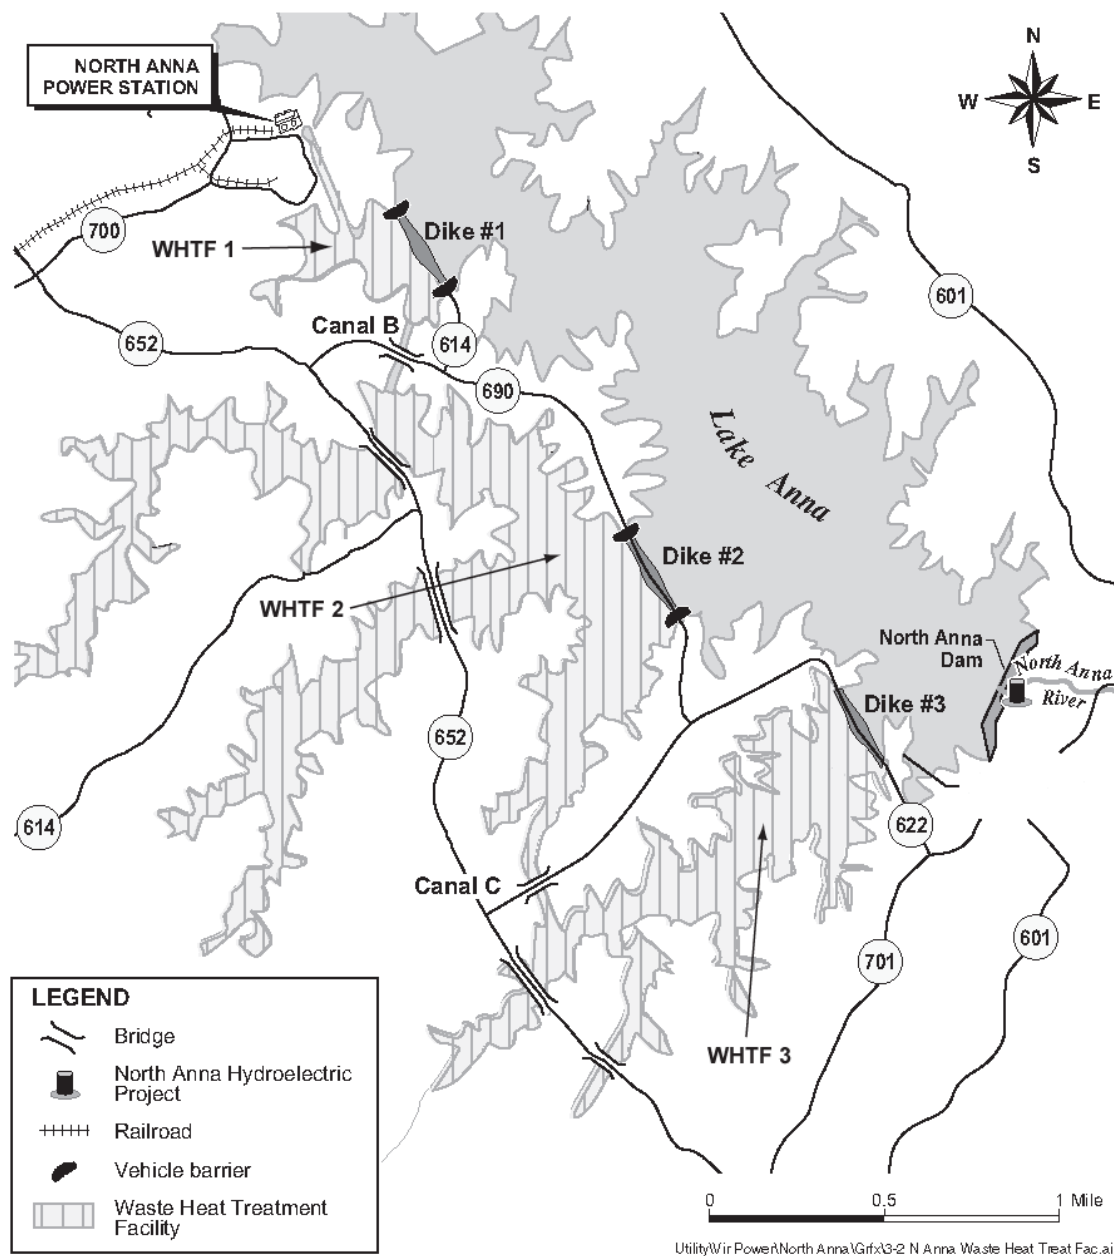 NORTH ANNA
POWER STATION
N
W
E
S
700
WHTF 1
Dike #1
601
652
Canal B
614
690
Lake Anna
Dike #2
WHTF 2
North Anna
Dam
North Anna
River
Dike #3
652
614
622
Canal C
601
701
WHTF 3
LEGEND
Bridge
North Anna Hydroelectric
Project
Railroad
Vehicle barrier
Waste Heat Treatment
Facility
0
0.5
1 Mile
Utility\Vir Power\North Anna\Grfx\3-2 N Anna Waste Heat Treat Fac.ai